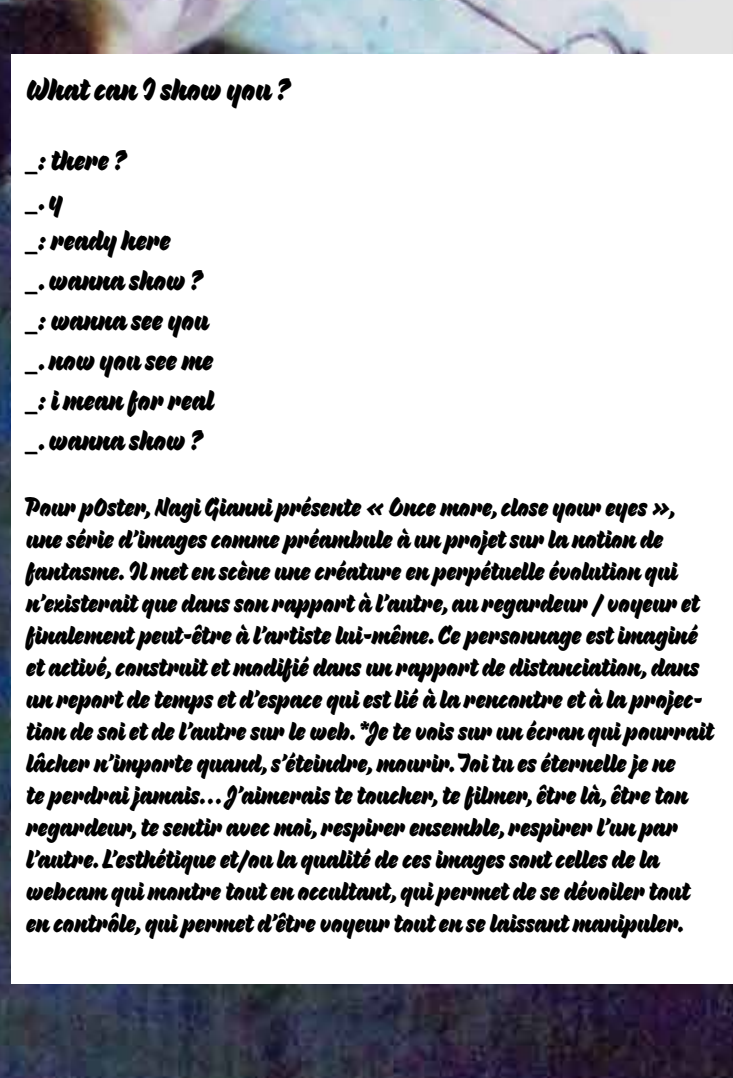 What can I show you ?
_: there ?
_. y
_: ready here
_. wanna show ?
_: wanna see you
_. now you see me
_: i mean for real
_. wanna show ?
Pour pOster, Nagi Gianni présente « Once more, close your eyes »,
une série d'images comme préambule à un projet sur la notion de
fantasme. Il met en scène une créature en perpétuelle évolution qui
n'existerait que dans son rapport à l'autre, au regardeur / voyeur et
finalement peut-être à l'artiste lui-même. Ce personnage est imaginé
et activé, construit et modifié dans un rapport de distanciation, dans
un report de temps et d'espace qui est lié à la rencontre et à la projec-
tion de soi et de l'autre sur le web. *Je te vois sur un écran qui pourrait
lâcher n'importe quand, s'éteindre, mourir. Toi tu es éternelle je ne
te perdrai jamais... J'aimerais te toucher, te filmer, être là, être ton
regardeur, te sentir avec moi, respirer ensemble, respirer l'un par
l'autre. L'esthétique et/ou la qualité de ces images sont celles de la
webcam qui montre tout en occultant, qui permet de se dévoiler tout
en contrôle, qui permet d'être voyeur tout en se laissant manipuler.